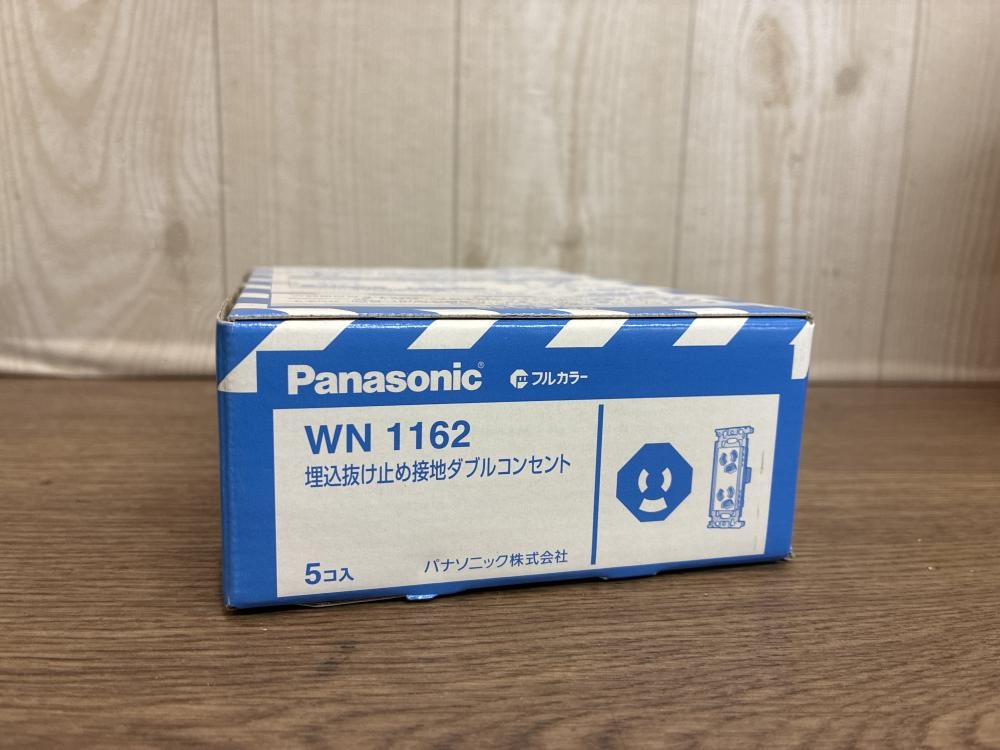 Panasonic® フルカラー
WN 1162
埋込抜け止め接地ダブルコンセント
5コ入 パナソニック株式会社